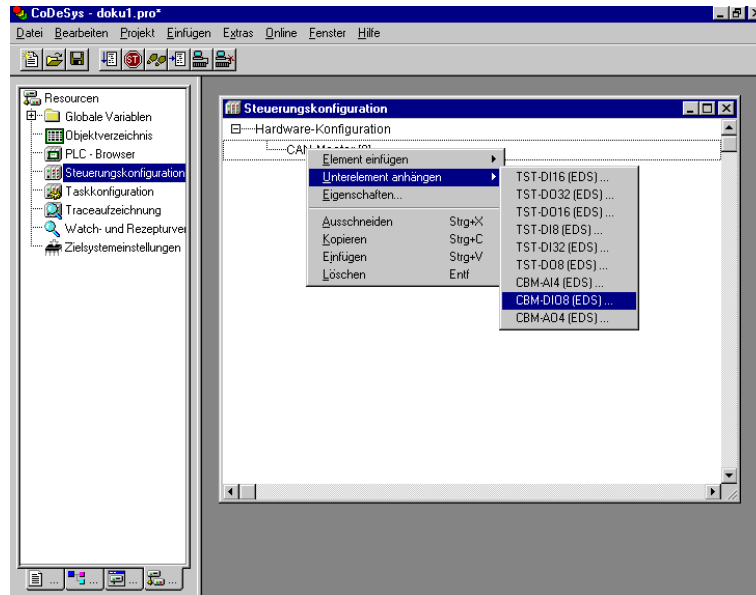 CoDeSys - doku1.pro*
Datei Bearbeiten Projekt Einfügen Extras Online Fenster Hilfe
Resourcen
Globale Variablen
Objektverzeichnis
PLC - Browser
Steuerungskonfiguration
Taskkonfiguration
Traceaufzeichnung
Watch- und Rezepturver
Zielsystemeinstellungen
... ... ... ...
Steuerungskonfiguration
Hardware-Konfiguration
CAN-Master
Element einfügen
Unterelement anhängen
Eigenschaften...
Ausschneiden Strg+X
Kopieren Strg+C
Einfügen Strg+V
Löschen Entf
TST-DI16 (EDS) ...
TST-DO32 (EDS) ...
TST-DO16 (EDS) ...
TST-DI8 (EDS) ...
TST-DI32 (EDS) ...
TST-DO8 (EDS) ...
CBM-AI4 (EDS) ...
CBM-DIO8 (EDS) ...
CBM-AO4 (EDS) ...